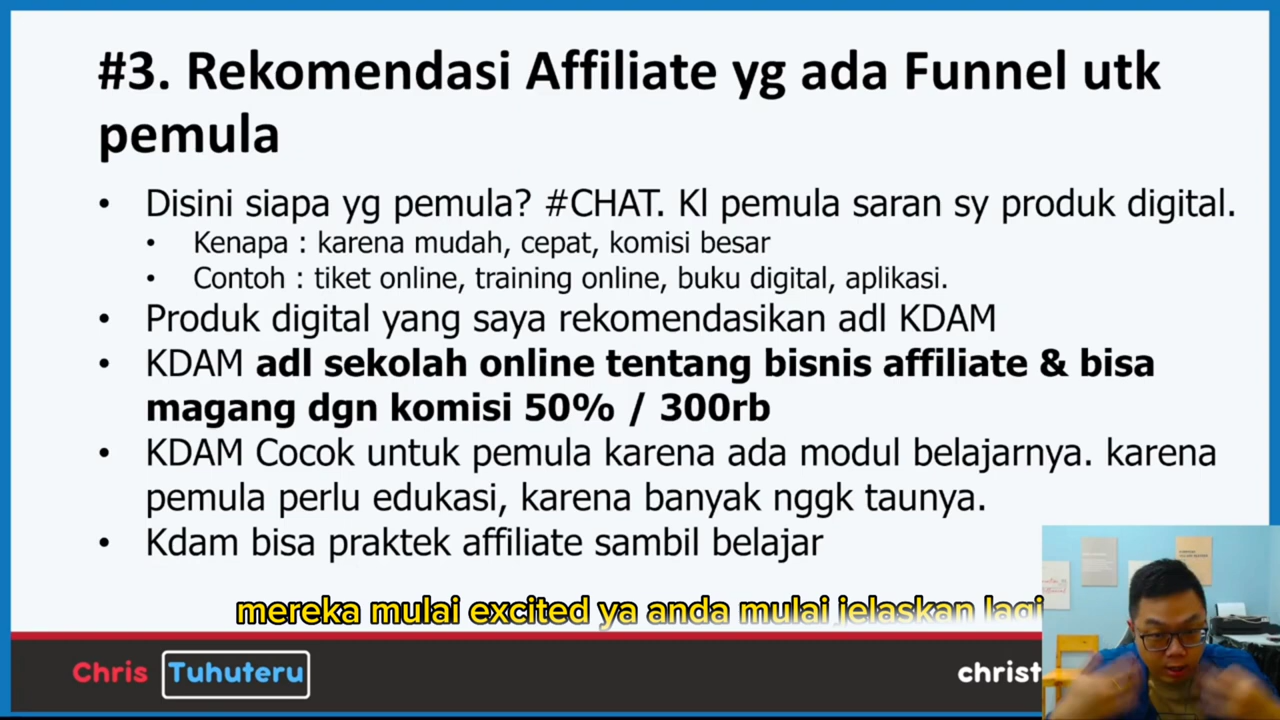 #3. Rekomendasi Affiliate yg ada Funnel utk
pemula
• Disini siapa yg pemula? #CHAT. Kl pemula saran sy produk digital.
• Kenapa : karena mudah, cepat, komisi besar
• Contoh : tiket online, training online, buku digital, aplikasi.
• Produk digital yang saya rekomendasikan adl KDAM
• KDAM adl sekolah online tentang bisnis affiliate & bisa
magang dgn komisi 50% / 300rb
• KDAM Cocok untuk pemula karena ada modul belajarnya. karena
pemula perlu edukasi, karena banyak nggk taunya.
• Kdam bisa praktek affiliate sambil belajar
mereka mulai excited ya anda mulai jelaskan lagi
Chris Tuhuteru
christ